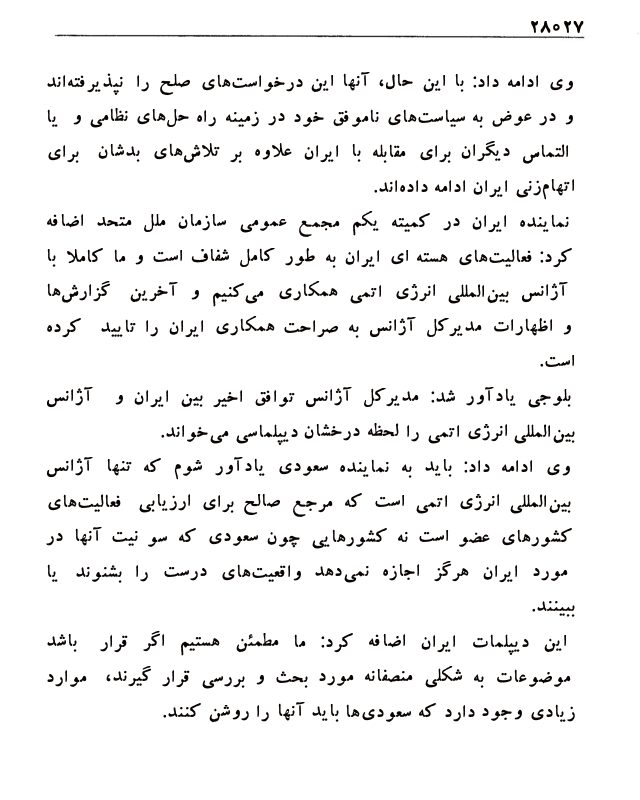 ۲۸۰۲۷
وی ادامه داد: با این حال، آنها این درخواست‌های صلح را نپذیرفته‌اند
و در عوض به سیاست‌های ناموفق خود در زمینه راه حل‌های نظامی و یا
التماس دیگران برای مقابله با ایران علاوه بر تلاش‌های بدشان برای
اتهام‌زنی ایران ادامه داده‌اند.
نماینده ایران در کمیته یکم مجمع عمومی سازمان ملل متحد اضافه
کرد: فعالیت‌های هسته ای ایران به طور کامل شفاف است و ما کاملا با
آژانس بین‌المللی انرژی اتمی همکاری می‌کنیم و آخرین گزارش‌ها
و اظهارات مدیرکل آژانس به صراحت همکاری ایران را تایید کرده
است.
بلوجی یادآور شد: مدیرکل آژانس توافق اخیر بین ایران و آژانس
بین‌المللی انرژی اتمی را لحظه درخشان دیپلماسی می‌خواند.
وی ادامه داد: باید به نماینده سعودی یادآور شوم که تنها آژانس
بین‌المللی انرژی اتمی است که مرجع صالح برای ارزیابی فعالیت‌های
کشورهای عضو است نه کشورهایی چون سعودی که سو نیت آنها در
مورد ایران هرگز اجازه نمی‌دهد واقعیت‌های درست را بشنوند یا
ببینند.
این دیپلمات ایران اضافه کرد: ما مطمئن هستیم اگر قرار باشد
موضوعات به شکلی منصفانه مورد بحث و بررسی قرار گیرند، موارد
زیادی وجود دارد که سعودی‌ها باید آنها را روشن کنند.